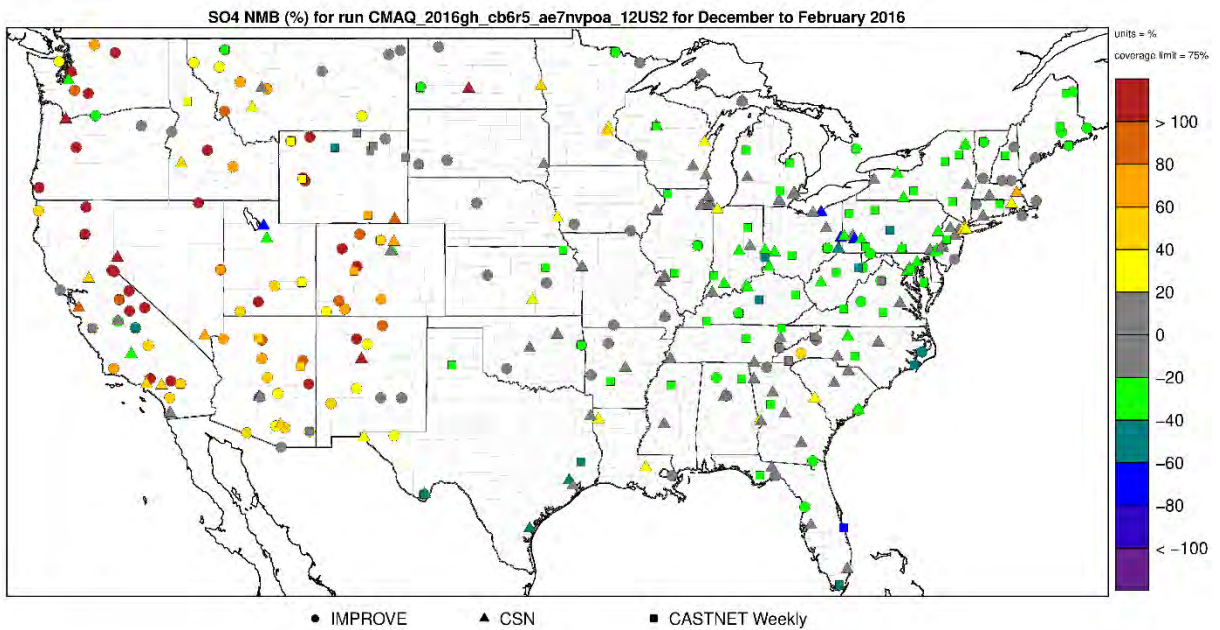 SO4 NMB (%) for run CMAQ_2016gh_cb6r5_ae7nvpoa_12US2 for December to February 2016
units = %
coverage limit = 75%
> 100
80
60
40
20
0
−20
−40
−60
−80
< −100
IMPROVE
CSN
CASTNET Weekly